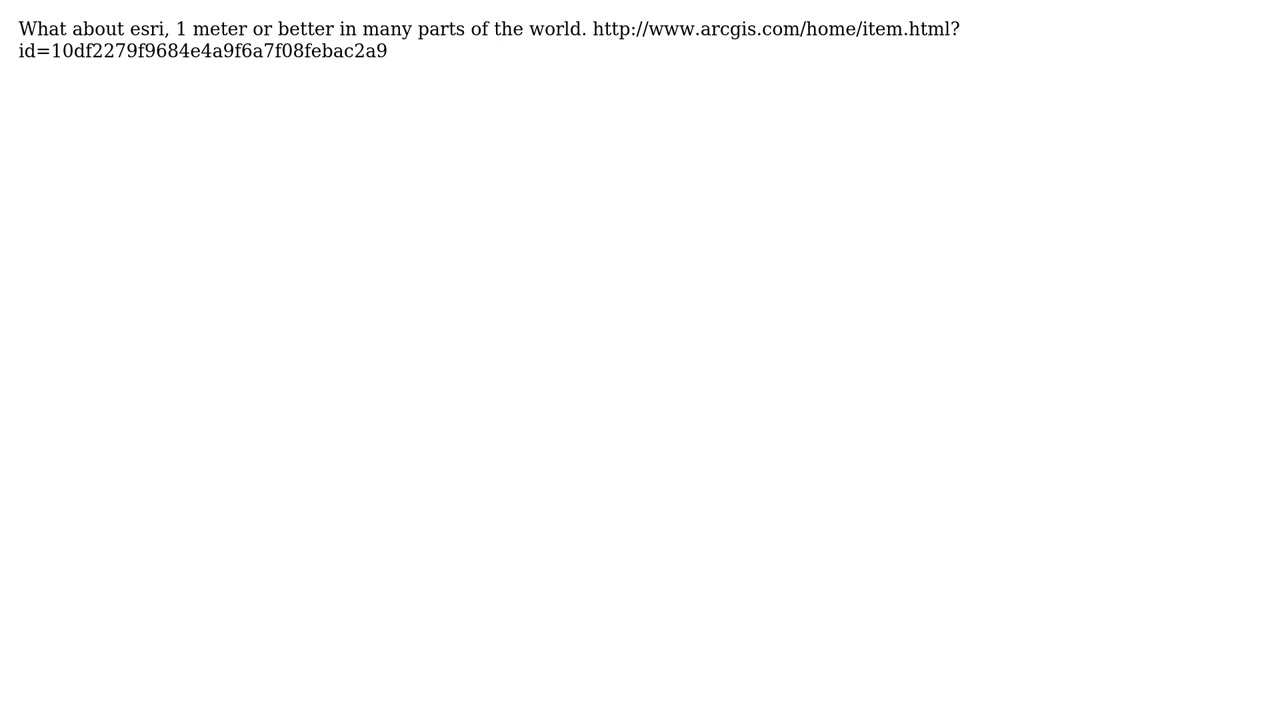 What about esri, 1 meter or better in many parts of the world. http://www.arcgis.com/home/item.html?
id=10df2279f9684e4a9f6a7f08febac2a9